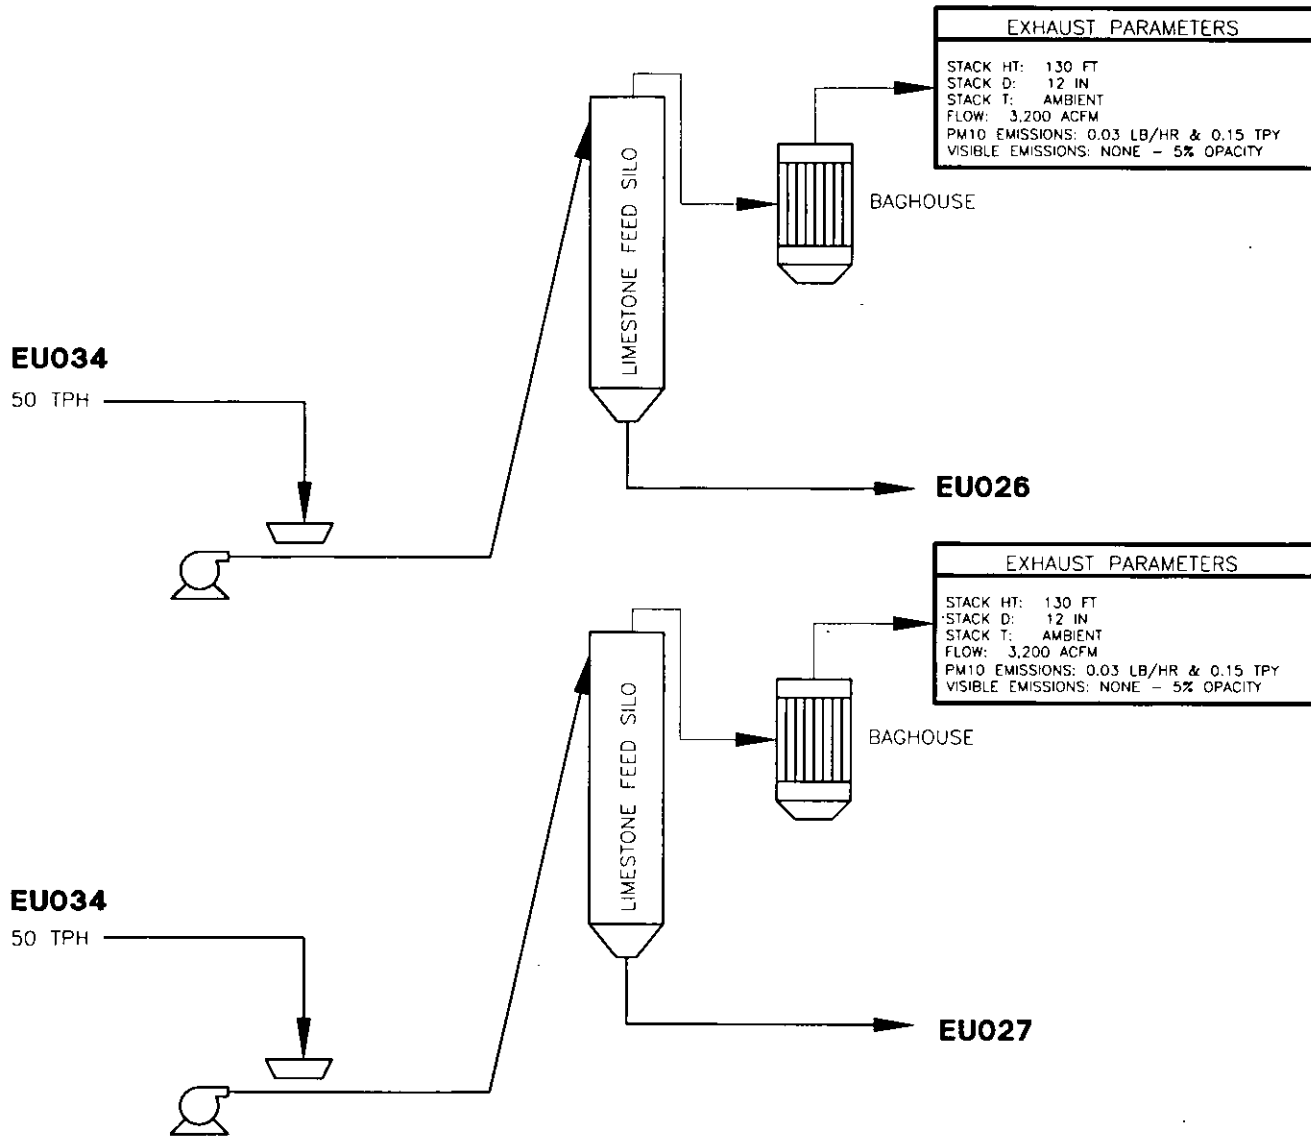 EXHAUST PARAMETERS
STACK HT: 130 FT
STACK D: 12 IN
STACK T: AMBIENT
FLOW: 3,200 ACFM
PM10 EMISSIONS: 0.03 LB/HR & 0.15 TPY
VISIBLE EMISSIONS: NONE - 5% OPACITY
LIMESTONE FEED SILO
BAGHOUSE
EU034
50 TPH
EU026
EXHAUST PARAMETERS
STACK HT: 130 FT
STACK D: 12 IN
STACK T: AMBIENT
FLOW: 3,200 ACFM
PM10 EMISSIONS: 0.03 LB/HR & 0.15 TPY
VISIBLE EMISSIONS: NONE - 5% OPACITY
LIMESTONE FEED SILO
BAGHOUSE
EU034
50 TPH
EU027